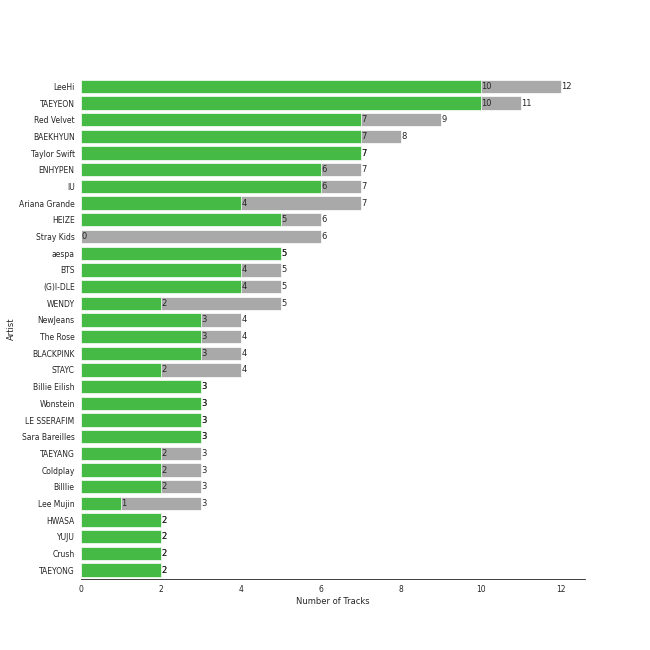 LeeHi 10 12
TAEYEON 10 11
Red Velvet 7 9
BAEKHYUN 7 8
Taylor Swift 7
ENHYPEN 6 7
IU 6 7
Ariana Grande 4 7
HEIZE 5 6
Stray Kids 0 6
aespa 5
BTS 4 5
(G)I-DLE 4 5
WENDY 2 5
NewJeans 3 4
The Rose 3 4
BLACKPINK 3 4
STAYC 2 4
Billie Eilish 3
Wonstein 3
LE SSERAFIM 3
Sara Bareilles 3
TAEYANG 2 3
Coldplay 2 3
Billlie 2 3
Lee Mujin 1 3
HWASA 2
YUJU 2
Crush 2
TAEYONG 2
Artist
0 2 4 6 8 10 12
Number of Tracks